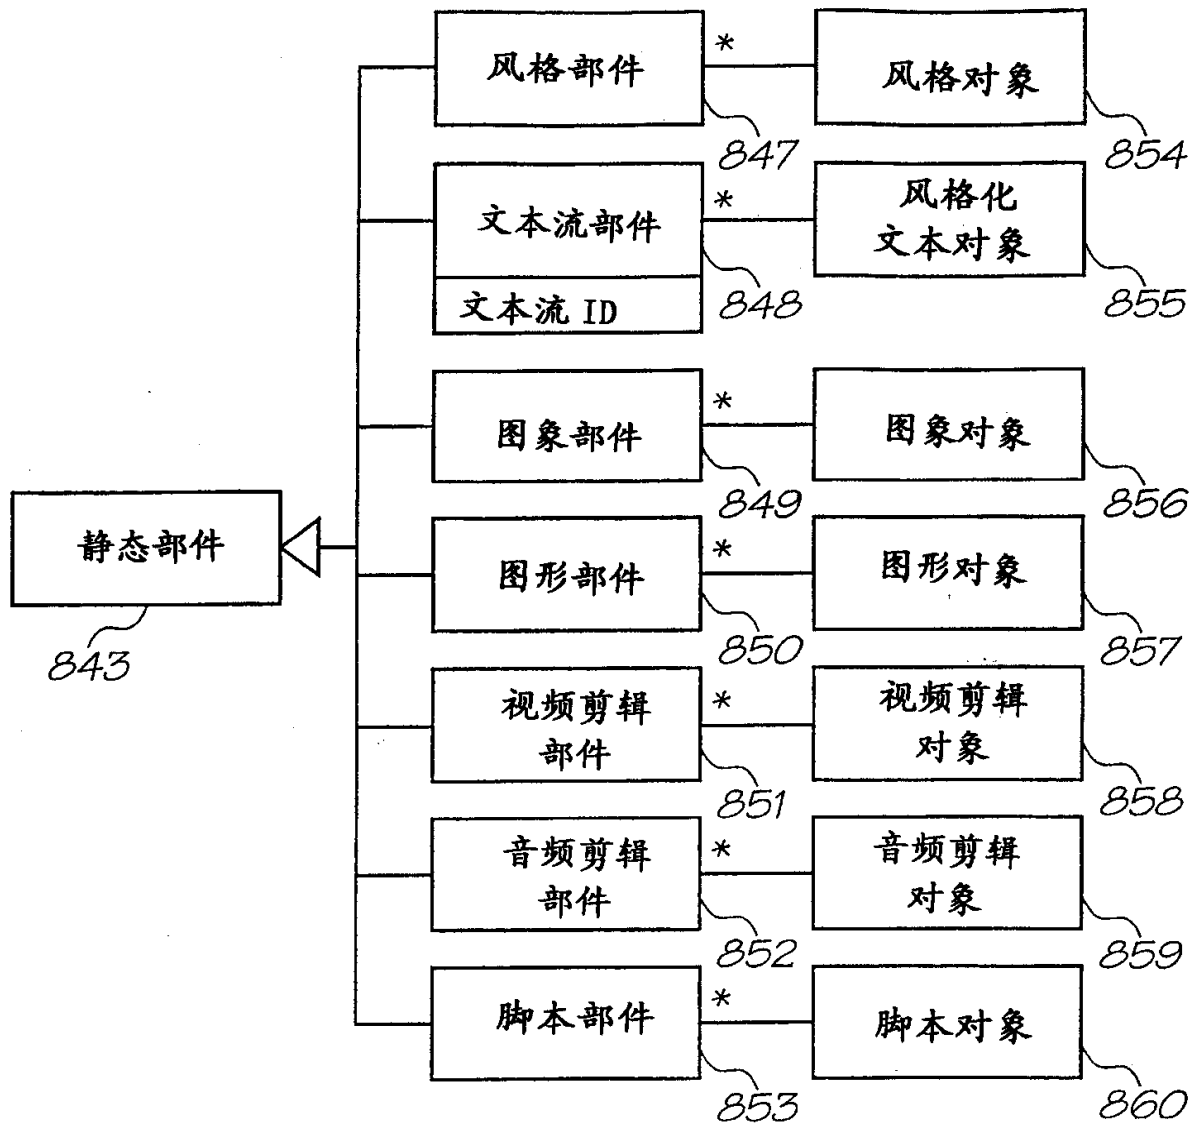 风格部件
*
风格对象
847
854
文本流部件
*
风格化
文本对象
文本流 ID
848
855
图象部件
*
图象对象
849
856
静态部件
843
图形部件
*
图形对象
850
857
视频剪辑
部件
*
视频剪辑
对象
851
858
音频剪辑
部件
*
音频剪辑
对象
852
859
脚本部件
*
脚本对象
853
860